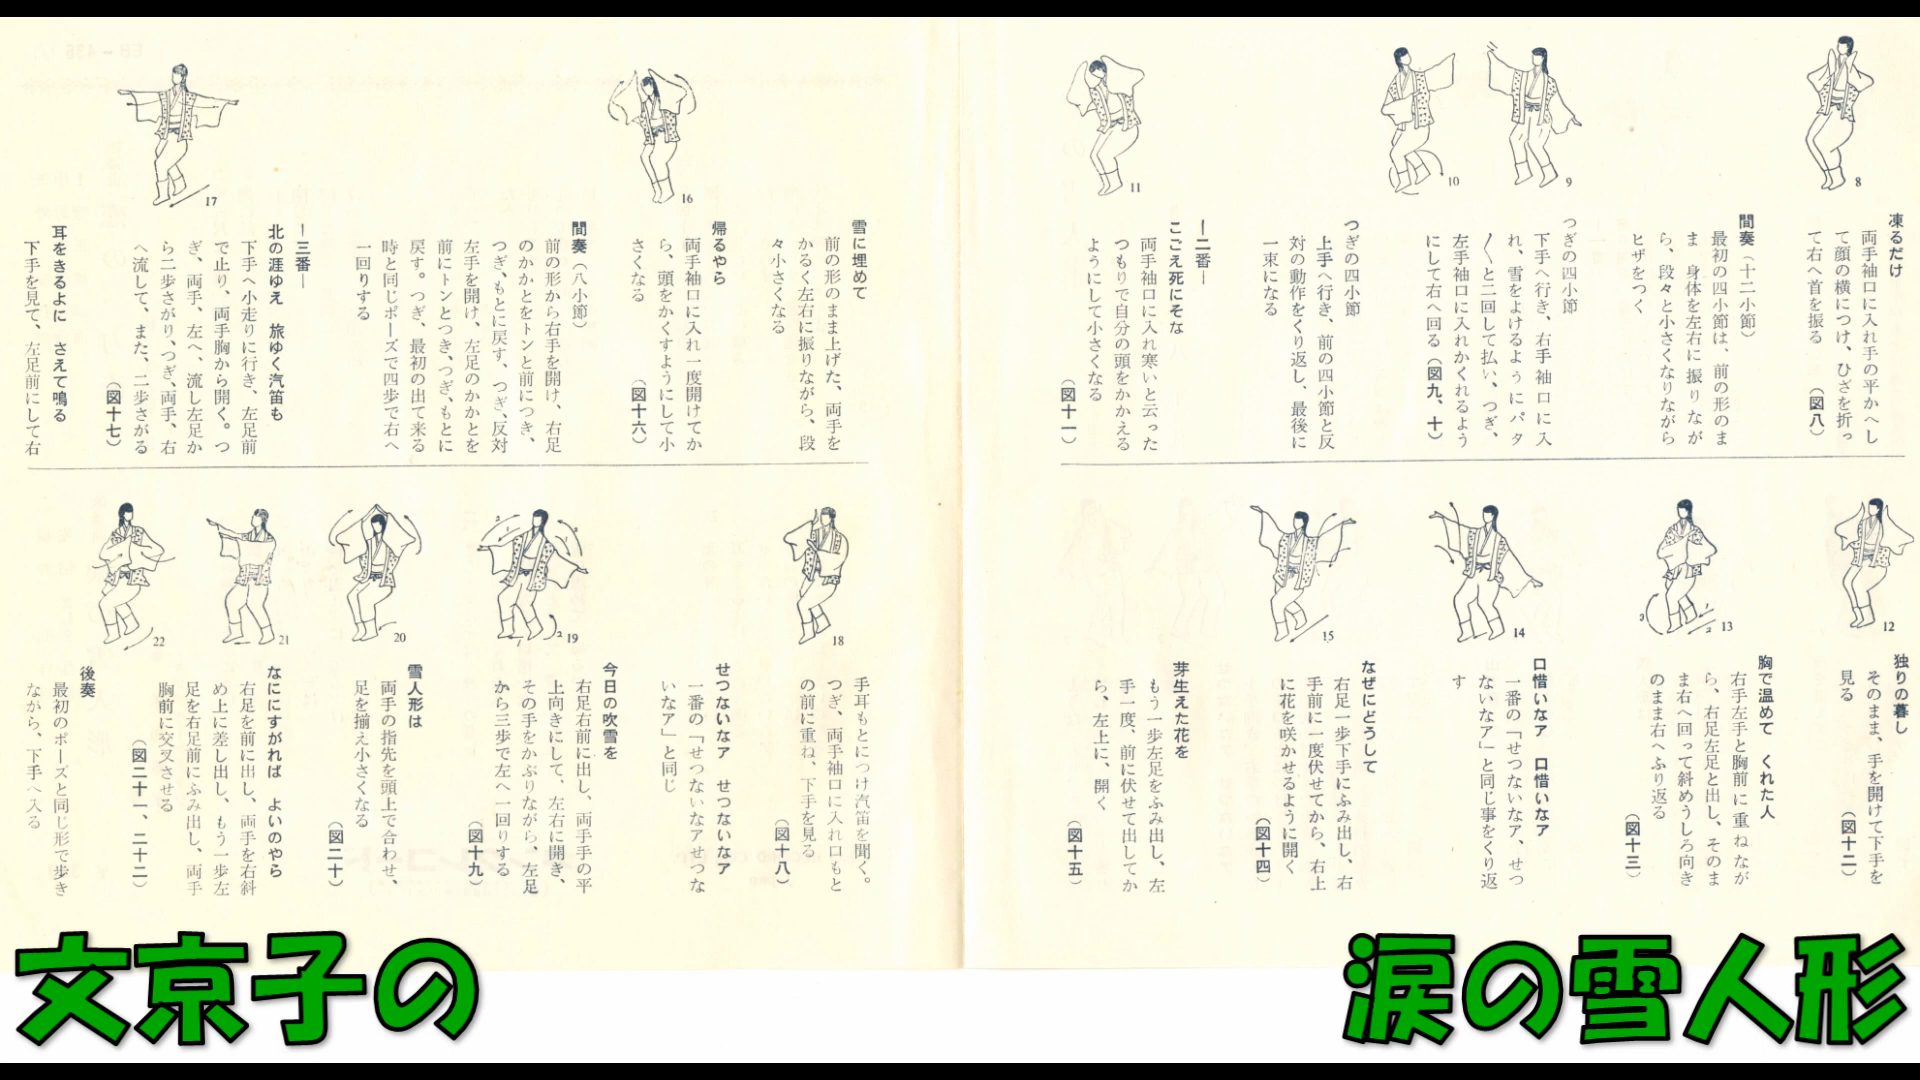 凍るだけ
両手袖口に入れ手の平かへし
て顔の横につけ、ひざを折っ
て右へ首を振る
（図八）
間奏（十二小節）
最初の四小節は、前の形のま
ま 身体を左右に振りなが
ら、段々と小さくなりながら
ヒザをつく
つぎの四小節
下手へ行き、右手袖口に入
れ、雪をよけるようにパタ
〱と二回して払い、つぎ、
左手袖口に入れかくれるよう
にして右へ回る（図九、十）
つぎの四小節
上手へ行き、前の四小節と反
対の動作をくり返し、最後に
一束になる
ー二番ー
こごえ死にそな
両手袖口に入れ寒いと云った
つもりで自分の頭をかかえる
ようにして小さくなる
（図十一）
8
9
10
11
独りの暮し
そのまま、手を開けて下手を
見る
（図十二）
胸で温めて くれた人
右手左手と胸前に重ねなが
ら、右足左足と出し、そのま
ま右へ回って斜めうしろ向き
のまま右へふり返る
（図十三）
口惜いなア 口惜いなア
一番の「せつないなア、せつ
ないなア」と同じ事をくり返
す
なぜにどうして
右足一歩下手にふみ出し、右
手前に一度伏せてから、右上
に花を咲かせるように開く
（図十四）
芽生えた花を
もう一歩左足をふみ出し、左
手一度、前に伏せて出してか
ら、左上に、開く
（図十五）
12
13
14
15
雪に埋めて
前の形のまま上げた、両手を
かるく左右に振りながら、段
々小さくなる
帰るやら
両手袖口に入れ一度開けてか
ら、頭をかくすようにして小
さくなる
（図十六）
間奏（八小節）
前の形から右手を開け、右足
のかかとをトンと前につき、
つぎ、もとに戻す、つぎ、反対
左手を開け、左足のかかとを
前にトンとつき、つぎ、もとに
戻す。つぎ、最初の出て来る
時と同じポーズで四歩で右へ
一回りする
ー三番ー
北の涯ゆえ 旅ゆく汽笛も
下手へ小走りに行き、左足前
で止り、両手胸から開く。つ
ぎ、両手、左へ、流し左足か
ら二歩さがり、つぎ、両手、右
へ流して、また、二歩さがる
（図十七）
耳をきるよに さえて鳴る
下手を見て、左足前にして右
16
17
手耳もとにつけ汽笛を聞く。
つぎ、両手袖口に入れ口もと
の前に重ね、下手を見る
（図十八）
せつないなア せつないなア
一番の「せつないなアせつな
いなア」と同じ
今日の吹雪を
右足右前に出し、両手手の平
上向きにして、左右に開き、
その手をかぶりながら、左足
から三歩で左へ一回りする
（図十九）
雪人形は
両手の指先を頭上で合わせ、
足を揃え小さくなる
（図二十）
なににすがれば よいのやら
右足を前に出し、両手を右斜
め上に差し出し、もう一歩左
足を右足前にふみ出し、両手
胸前に交叉させる
（図二十一、二十二）
後奏
最初のポーズと同じ形で歩き
ながら、下手へ入る
18
19
20
21
22
文京子の
涙の雪人形